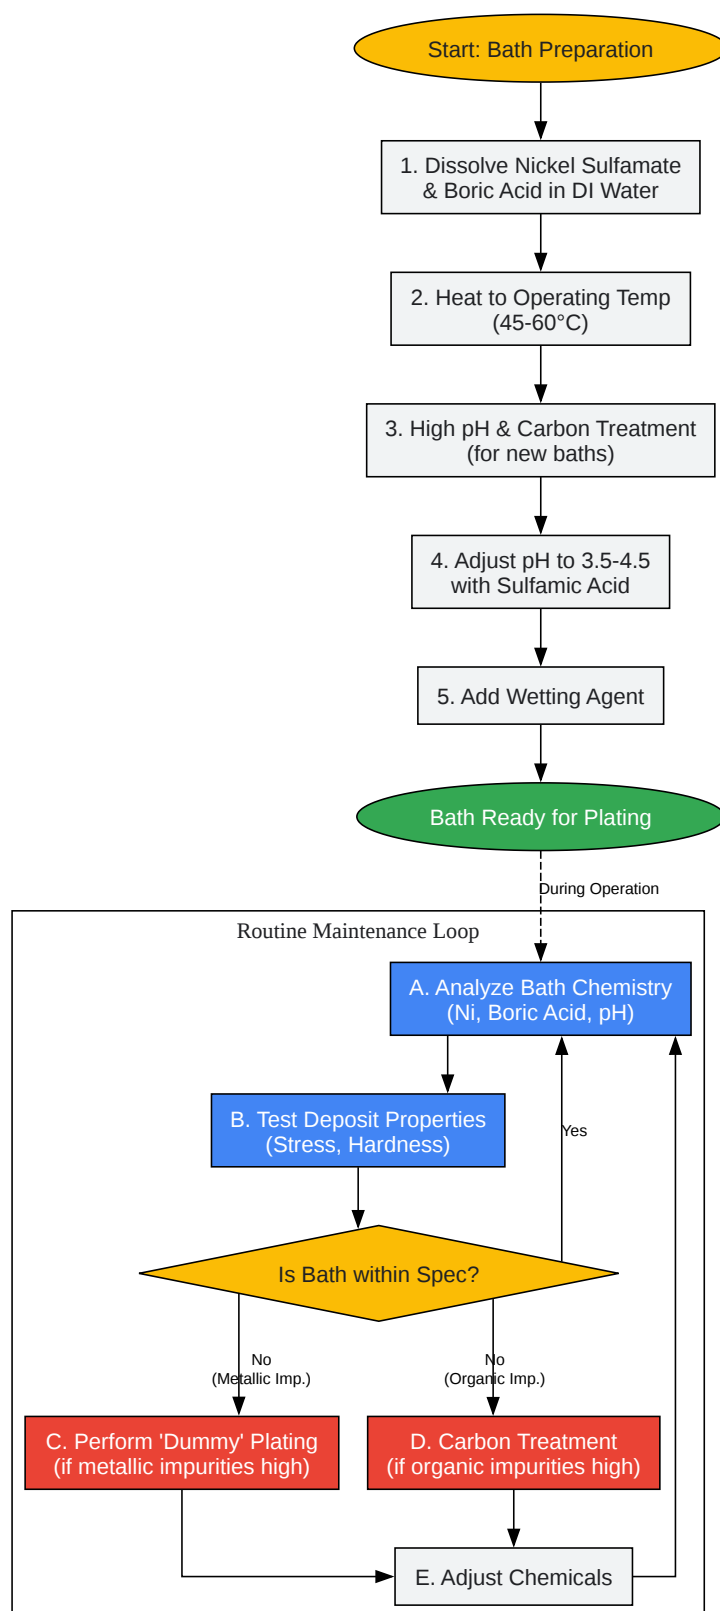 Start: Bath Preparation
1. Dissolve Nickel Sulfamate
& Boric Acid in DI Water
2. Heat to Operating Temp
(45-60°C)
3. High pH & Carbon Treatment
(for new baths)
4. Adjust pH to 3.5-4.5
with Sulfamic Acid
5. Add Wetting Agent
Bath Ready for Plating
During Operation
Routine Maintenance Loop
A. Analyze Bath Chemistry
(Ni, Boric Acid, pH)
B. Test Deposit Properties
(Stress, Hardness)
Yes
Is Bath within Spec?
No
(Metallic Imp.)
No
(Organic Imp.)
C. Perform 'Dummy' Plating
(if metallic impurities high)
D. Carbon Treatment
(if organic impurities high)
E. Adjust Chemicals